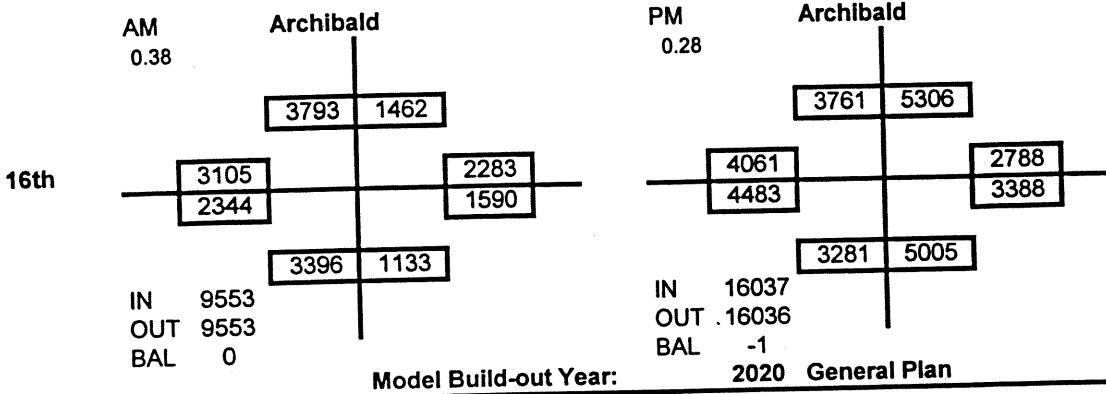 AM Archibald PM Archibald
0.38 0.28
3793 1462 3761 5306
16th 3105 2283 4061 2788
2344 1590 4483 3388
3396 1133 3281 5005
IN 9553 IN 16037
OUT 9553 OUT .16036
BAL 0 BAL -1
Model Build-out Year: 2020 General Plan